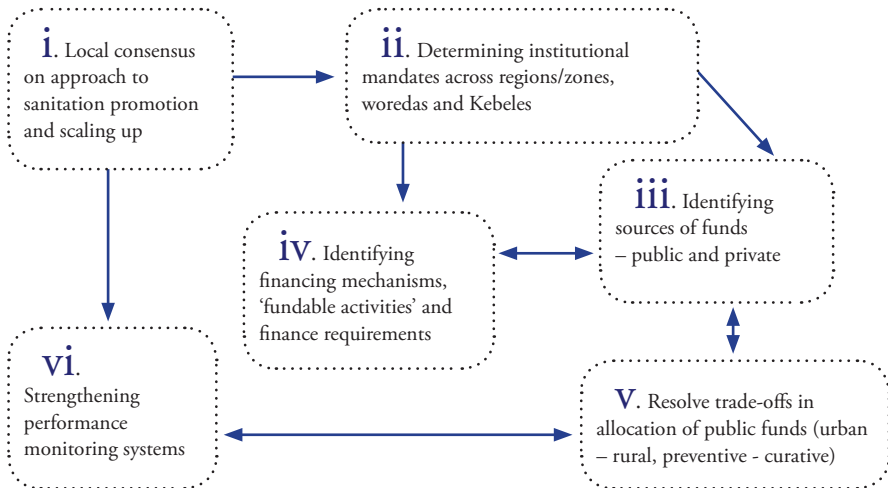 i. Local consensus
on approach to
sanitation promotion
and scaling up
ii. Determining institutional
mandates across regions/zones,
woredas and Kebeles
iii. Identifying
sources of funds
– public and private
iv. Identifying
financing mechanisms,
‘fundable activities’ and
finance requirements
v. Resolve trade-offs in
allocation of public funds (urban
– rural, preventive - curative)
vi.
Strengthening
performance
monitoring systems